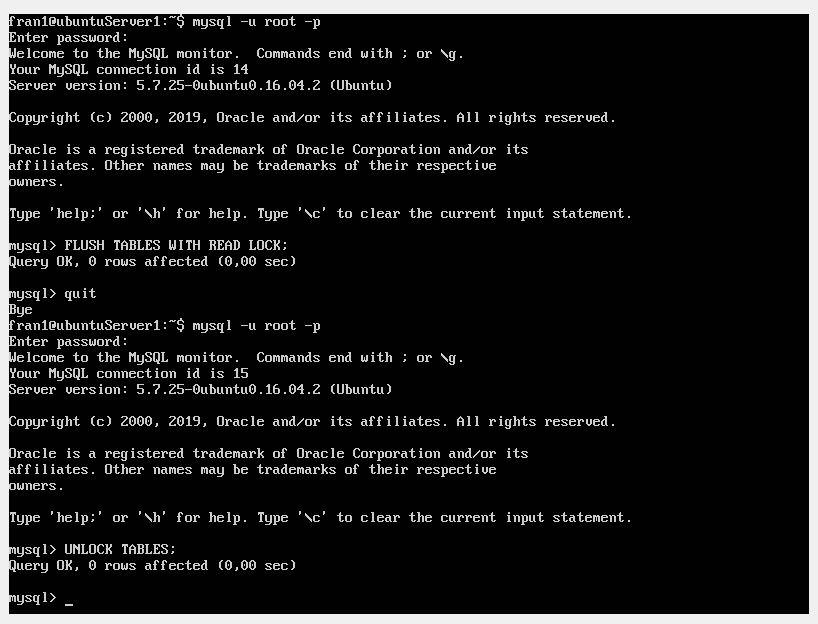 fran1@ubuntuServer1:~$ mysql -u root -p
Enter password:
Welcome to the MySQL monitor.  Commands end with ; or \g.
Your MySQL connection id is 14
Server version: 5.7.25-0ubuntu0.16.04.2 (Ubuntu)
Copyright (c) 2000, 2019, Oracle and/or its affiliates. All rights reserved.
Oracle is a registered trademark of Oracle Corporation and/or its
affiliates. Other names may be trademarks of their respective
owners.
Type 'help;' or '\h' for help. Type '\c' to clear the current input statement.
mysql> FLUSH TABLES WITH READ LOCK;
Query OK, 0 rows affected (0,00 sec)
mysql> quit
Bye
fran1@ubuntuServer1:~$ mysql -u root -p
Enter password:
Welcome to the MySQL monitor.  Commands end with ; or \g.
Your MySQL connection id is 15
Server version: 5.7.25-0ubuntu0.16.04.2 (Ubuntu)
Copyright (c) 2000, 2019, Oracle and/or its affiliates. All rights reserved.
Oracle is a registered trademark of Oracle Corporation and/or its
affiliates. Other names may be trademarks of their respective
owners.
Type 'help;' or '\h' for help. Type '\c' to clear the current input statement.
mysql> UNLOCK TABLES;
Query OK, 0 rows affected (0,00 sec)
mysql> _